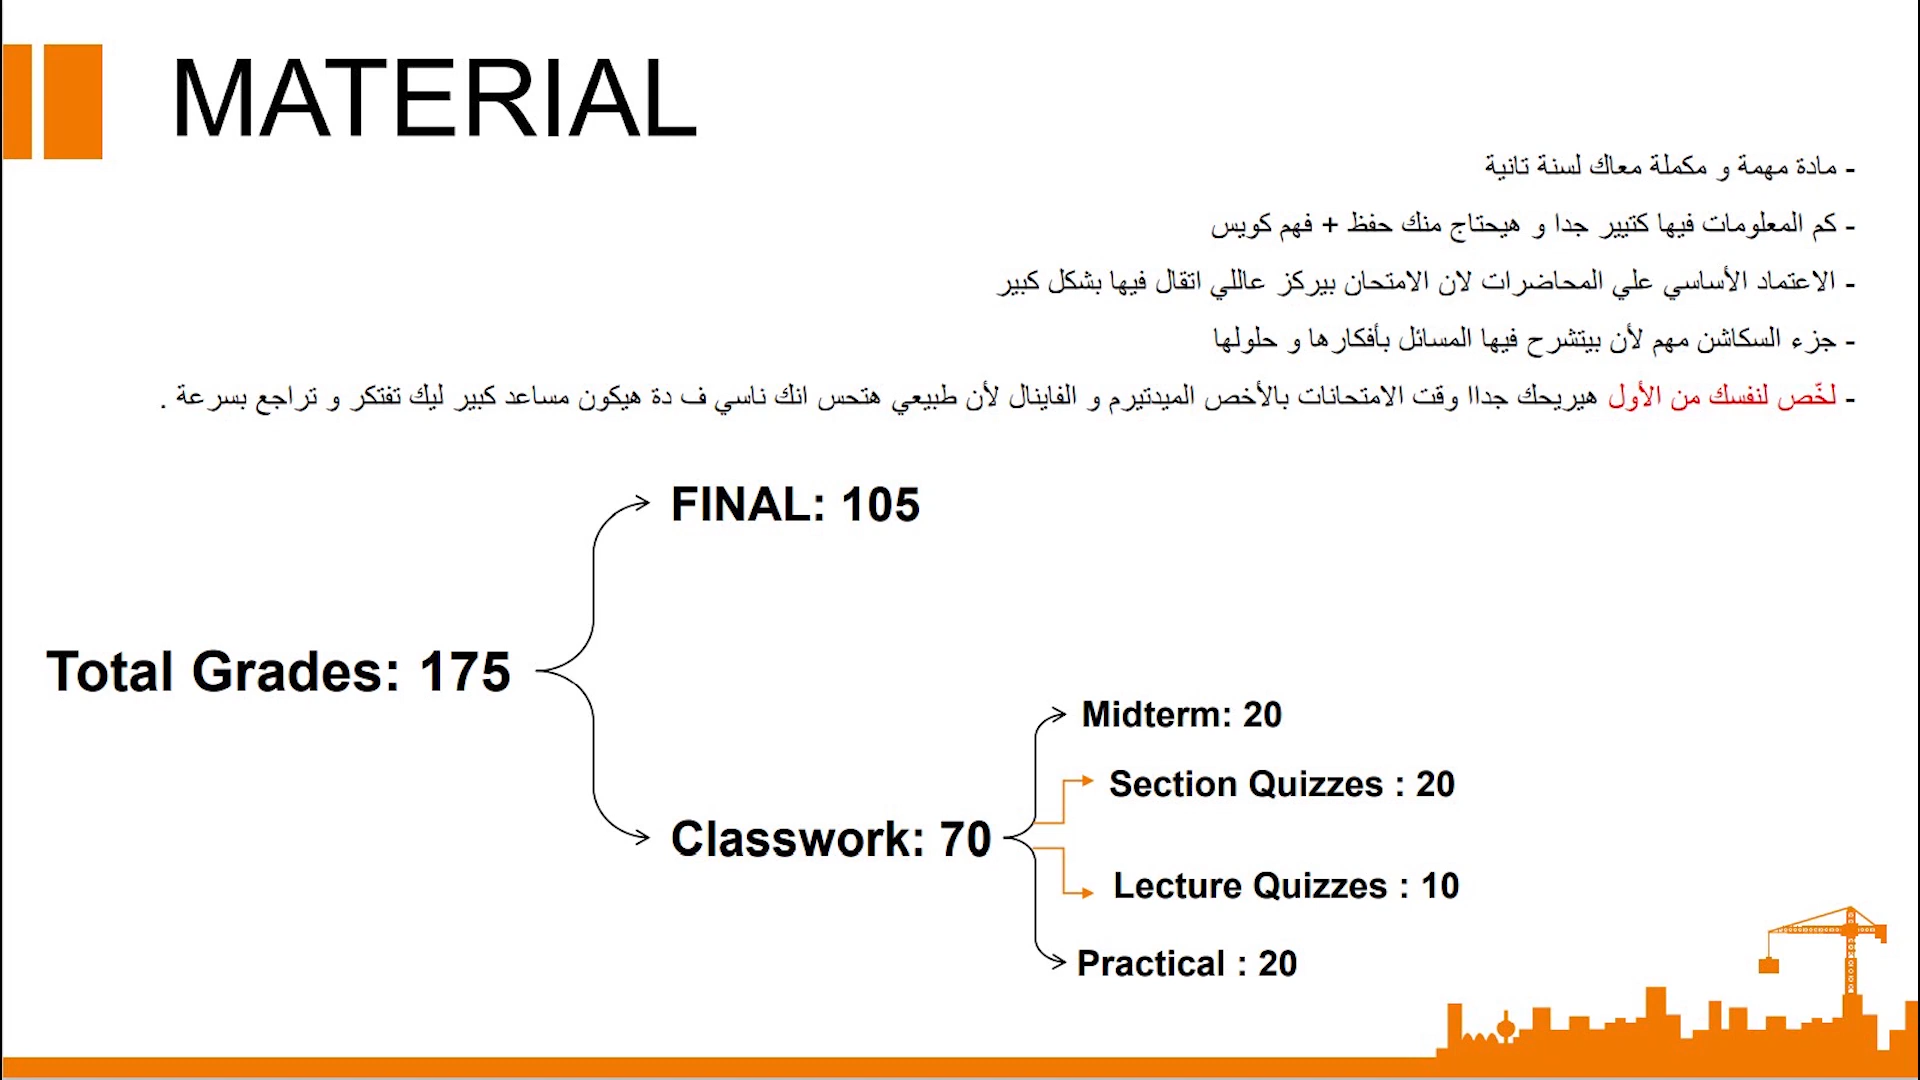 MATERIAL
- مادة مهمة و مكملة معاك لسنة تانية
- كم المعلومات فيها كتيير جدا و هيحتاج منك حفظ + فهم كويس
- الاعتماد الأساسي علي المحاضرات لان الامتحان بيركز عاللي اتقال فيها بشكل كبير
- جزء السكاشن مهم لأن بيتشرح فيها المسائل بأفكارها و حلولها
- لخّص لنفسك من الأول هيريحك جداا وقت الامتحانات بالأخص الميدتيرم و الفاينال لأن طبيعي هتحس انك ناسي ف دة هيكون مساعد كبير ليك تفتكر و تراجع بسرعة .
FINAL: 105
Total Grades: 175
Classwork: 70
Midterm: 20
Section Quizzes : 20
Lecture Quizzes : 10
Practical : 20